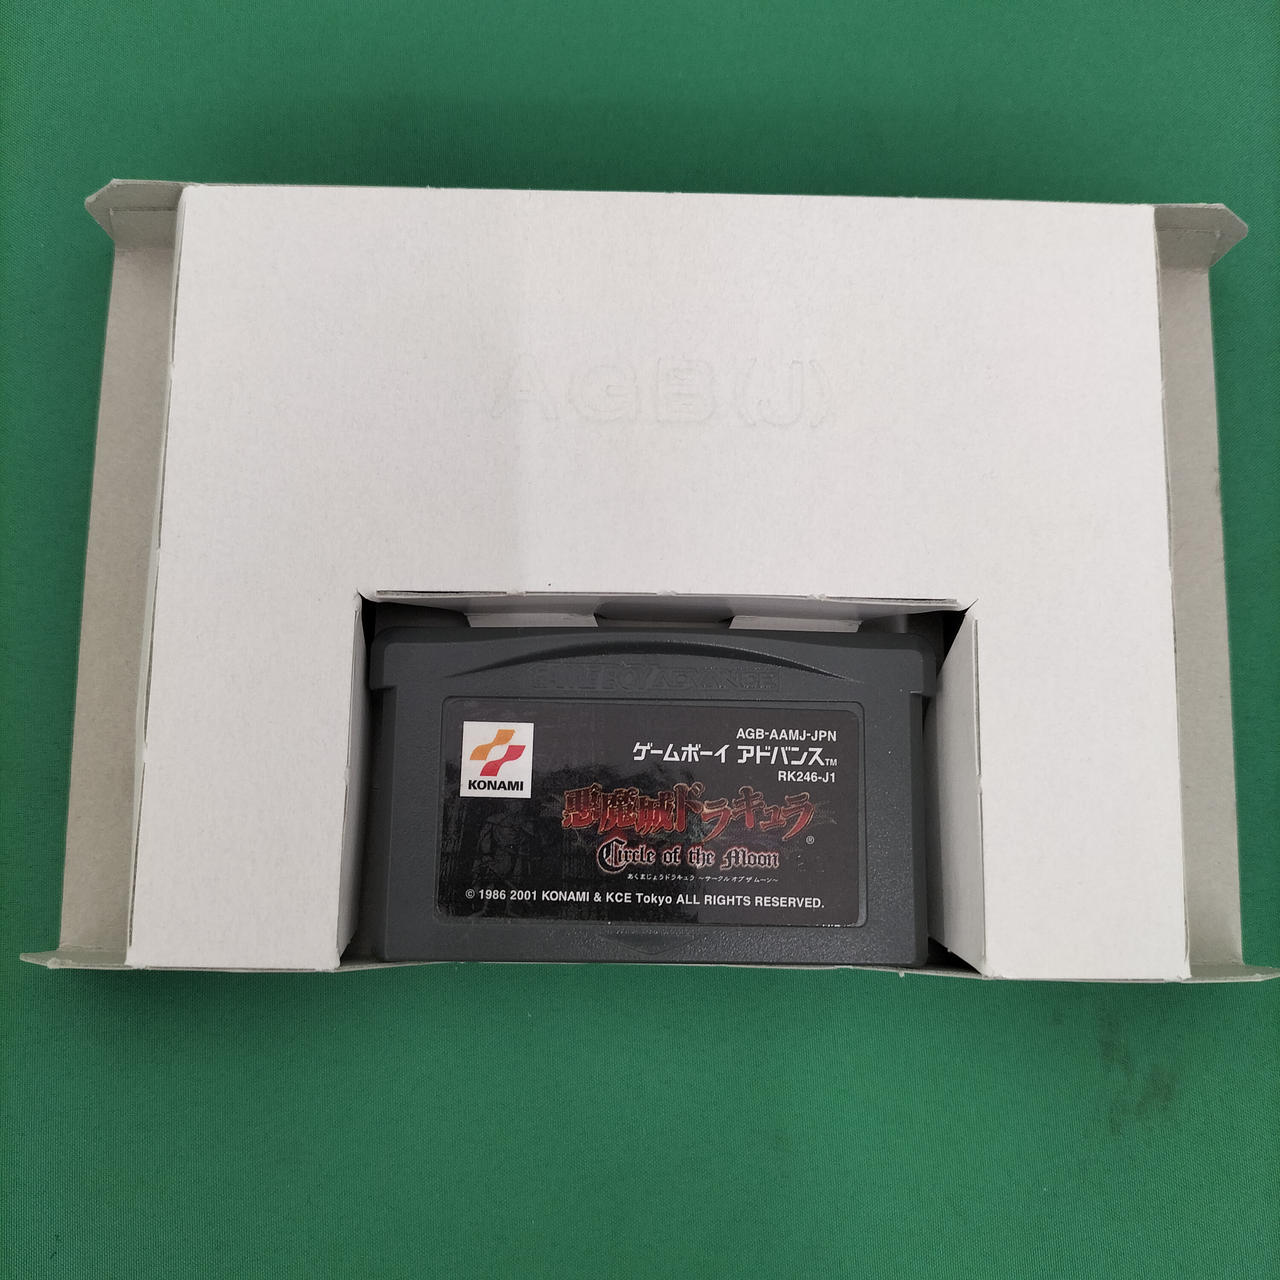 AGB(J)
GAME BOY ADVANCE
KONAMI
AGB-AAMJ-JPN
ゲームボーイ アドバンスTM
RK246-J1
悪魔城ドラキュラ®
Circle of the Moon
あくまじょうドラキュラ 〜サークル オブ ザ ムーン〜
© 1986 2001 KONAMI & KCE Tokyo ALL RIGHTS RESERVED.